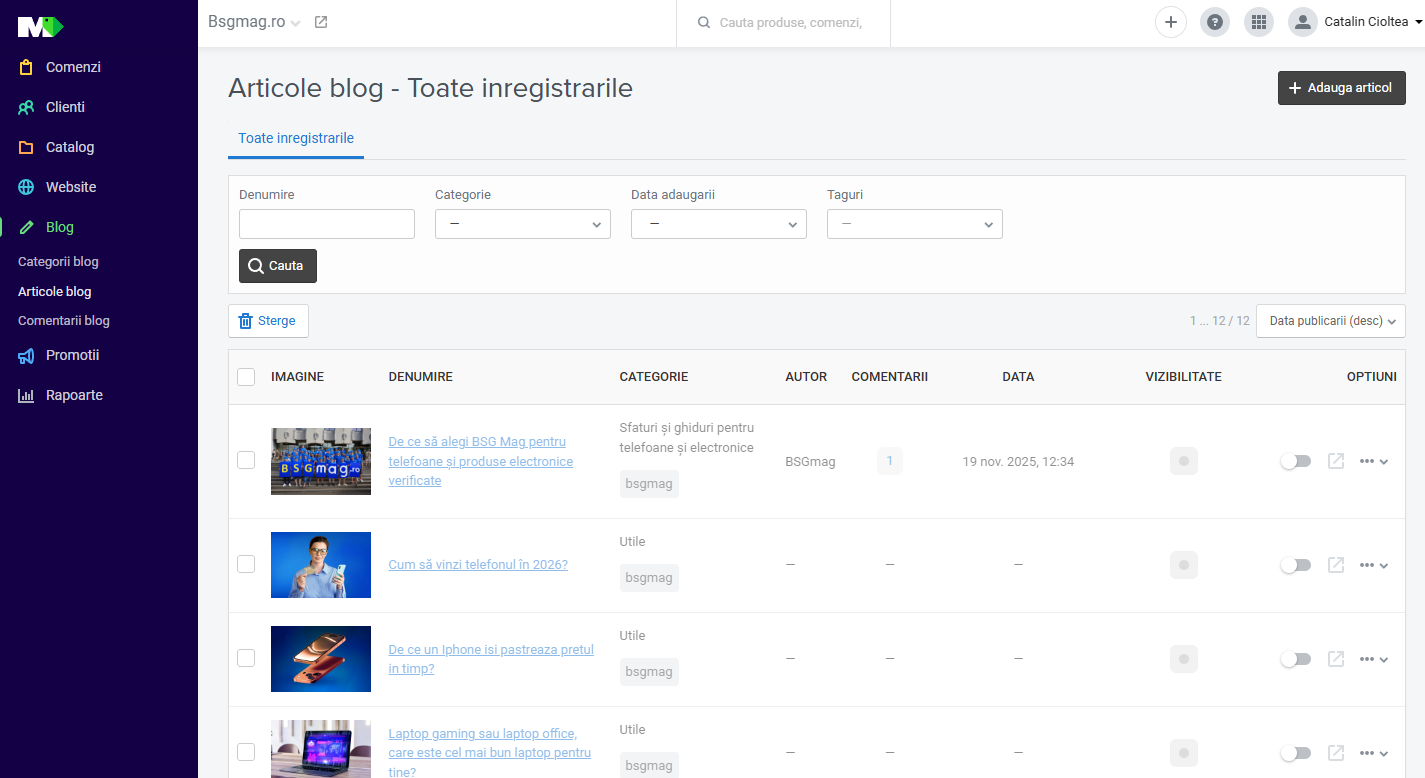 Bsgmag.ro
Cauta produse, comenzi,
Catalin Cioltea
Comenzi
Clienti
Catalog
Website
Blog
Categorii blog
Articole blog
Comentarii blog
Promotii
Rapoarte
Articole blog - Toate inregistrarile
+ Adauga articol
Toate inregistrarile
Denumire Categorie Data adaugarii Taguri
— — —
Cauta
Sterge
1 ... 12 / 12 Data publicarii (desc)
IMAGINE DENUMIRE CATEGORIE AUTOR COMENTARII DATA VIZIBILITATE OPTIUNI
BSGmag.ro
De ce să alegi BSG Mag pentru
telefoane și produse electronice
verificate
Sfaturi și ghiduri pentru
telefoane și electronice
bsgmag
BSGmag
1
19 nov. 2025, 12:34
Cum să vinzi telefonul în 2026?
Utile
bsgmag
— — —
De ce un Iphone isi pastreaza pretul
in timp?
Utile
bsgmag
— — —
Laptop gaming sau laptop office,
care este cel mai bun laptop pentru
tine?
Utile
bsgmag
— — —